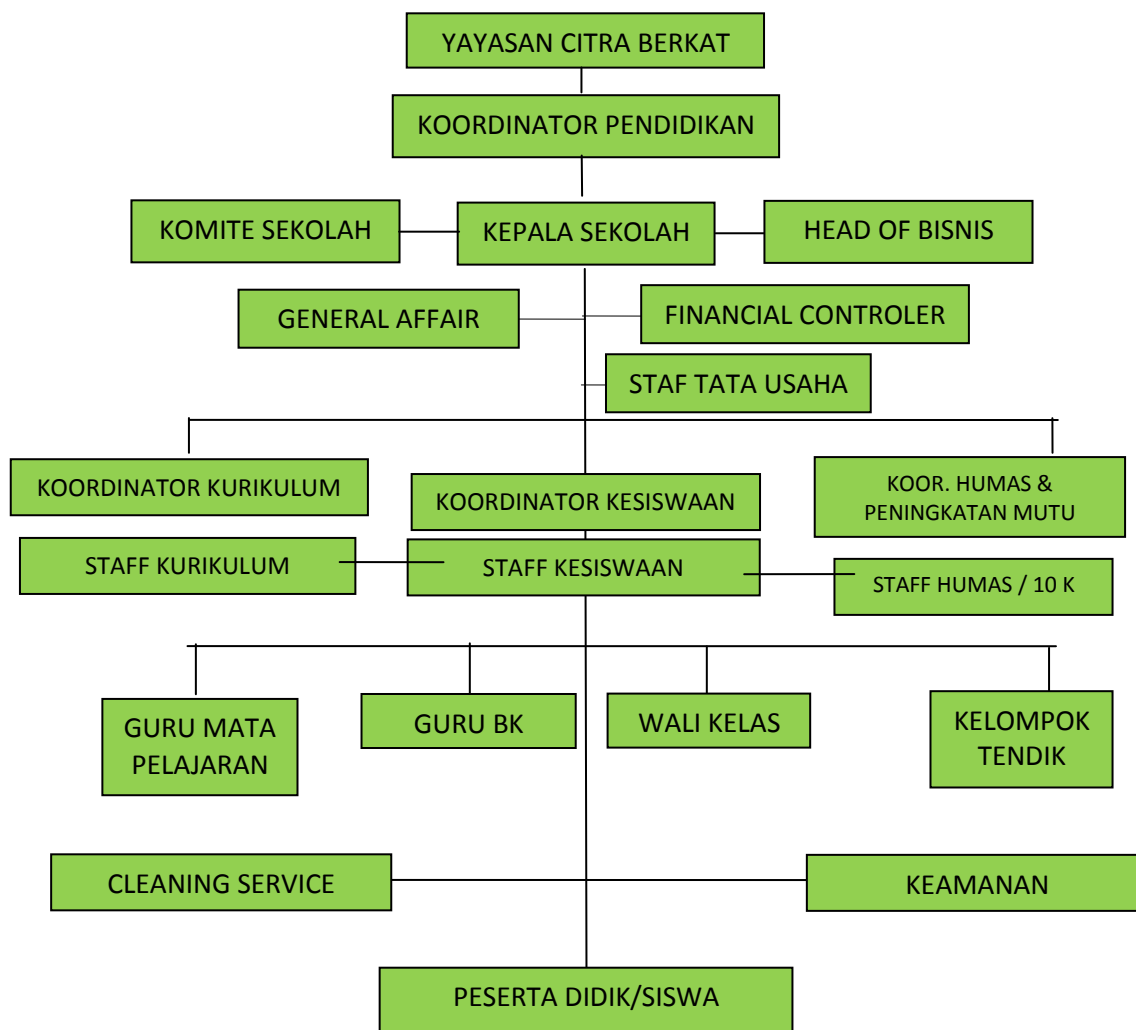 YAYASAN CITRA BERKAT
KOORDINATOR PENDIDIKAN
KOMITE SEKOLAH
KEPALA SEKOLAH
HEAD OF BISNIS
GENERAL AFFAIR
FINANCIAL CONTROLER
STAF TATA USAHA
KOORDINATOR KURIKULUM
KOORDINATOR KESISWAAN
KOOR. HUMAS &
PENINGKATAN MUTU
STAFF KURIKULUM
STAFF KESISWAAN
STAFF HUMAS / 10 K
GURU MATA
PELAJARAN
GURU BK
WALI KELAS
KELOMPOK
TENDIK
CLEANING SERVICE
KEAMANAN
PESERTA DIDIK/SISWA